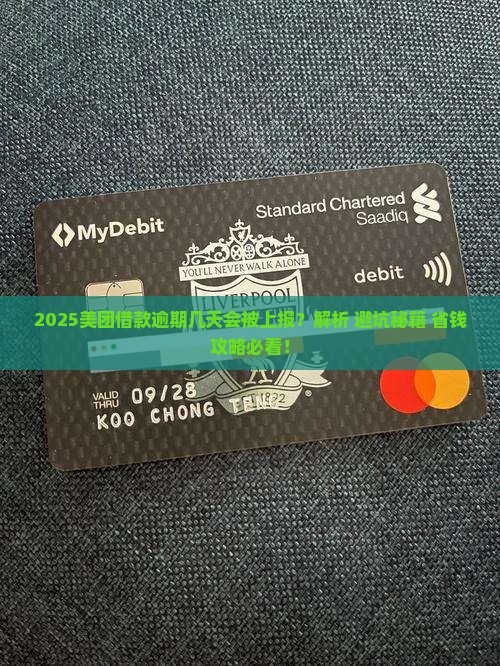 MyDebit
Standard Chartered
Saadiq
YOU'LL NEVER WALK ALONE
debit
LIVERPOOL
2025美团借款逾期几天会被上报？解析 避坑秘籍 省钱
攻略必看！
VALID
THRU
09/28
KOO CHONG
1892